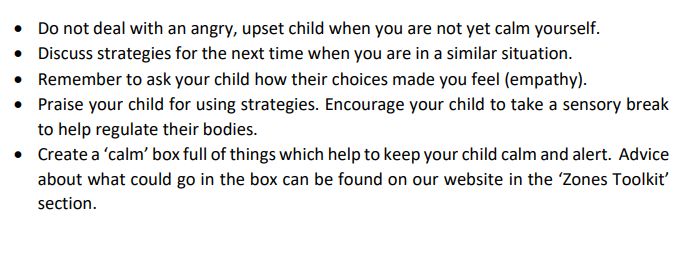 • Do not deal with an angry, upset child when you are not yet calm yourself.
• Discuss strategies for the next time when you are in a similar situation.
• Remember to ask your child how their choices made you feel (empathy).
• Praise your child for using strategies. Encourage your child to take a sensory break
to help regulate their bodies.
• Create a ‘calm’ box full of things which help to keep your child calm and alert. Advice
about what could go in the box can be found on our website in the ‘Zones Toolkit’
section.